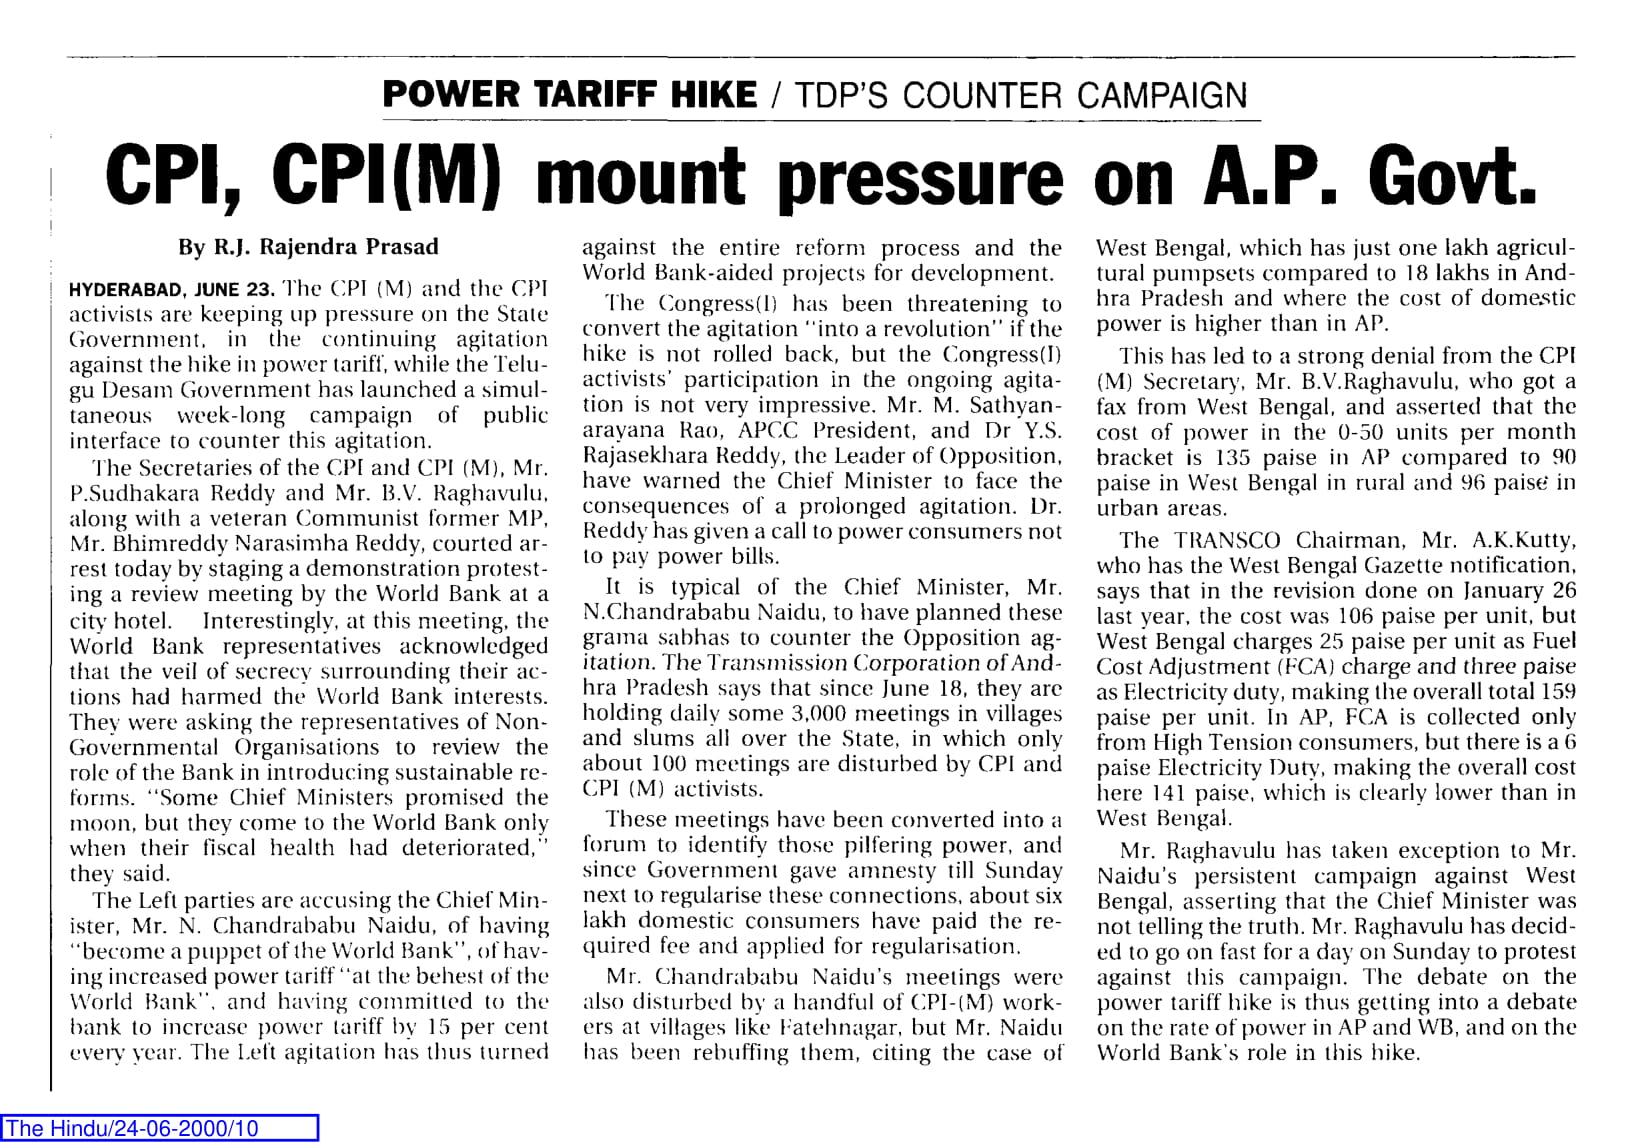 POWER TARIFF HIKE / TDP'S COUNTER CAMPAIGN
CPI, CPI(M) mount pressure on A.P. Govt.
By R.J. Rajendra Prasad
HYDERABAD, JUNE 23. The CPI (M) and the CPI
activists are keeping up pressure on the State
Government, in the continuing agitation
against the hike in power tariff, while the Telu-
gu Desam Government has launched a simul-
taneous week-long campaign of public
interface to counter this agitation.
The Secretaries of the CPI and CPI (M), Mr.
P.Sudhakara Reddy and Mr. B.V. Raghavulu,
along with a veteran Communist former MP,
Mr. Bhimreddy Narasimha Reddy, courted ar-
rest today by staging a demonstration protest-
ing a review meeting by the World Bank at a
city hotel. Interestingly, at this meeting, the
World Bank representatives acknowledged
that the veil of secrecy surrounding their ac-
tions had harmed the World Bank interests.
They were asking the representatives of Non-
Governmental Organisations to review the
role of the Bank in introducing sustainable re-
forms. "Some Chief Ministers promised the
moon, but they come to the World Bank only
when their fiscal health had deteriorated,"
they said.
The Left parties are accusing the Chief Min-
ister, Mr. N. Chandrababu Naidu, of having
"become a puppet of the World Bank", of hav-
ing increased power tariff "at the behest of the
World Bank", and having committed to the
bank to increase power tariff by 15 per cent
every year. The Left agitation has thus turned
against the entire reform process and the
World Bank-aided projects for development.
The Congress(I) has been threatening to
convert the agitation "into a revolution" if the
hike is not rolled back, but the Congress(I)
activists' participation in the ongoing agita-
tion is not very impressive. Mr. M. Sathyan-
arayana Rao, APCC President, and Dr Y.S.
Rajasekhara Reddy, the Leader of Opposition,
have warned the Chief Minister to face the
consequences of a prolonged agitation. Dr.
Reddy has given a call to power consumers not
to pay power bills.
It is typical of the Chief Minister, Mr.
N.Chandrababu Naidu, to have planned these
grama sabhas to counter the Opposition ag-
itation. The Transmission Corporation of And-
hra Pradesh says that since June 18, they are
holding daily some 3,000 meetings in villages
and slums all over the State, in which only
about 100 meetings are disturbed by CPI and
CPI (M) activists.
These meetings have been converted into a
forum to identify those pilfering power, and
since Government gave amnesty till Sunday
next to regularise these connections, about six
lakh domestic consumers have paid the re-
quired fee and applied for regularisation.
Mr. Chandrababu Naidu's meetings were
also disturbed by a handful of CPI-(M) work-
ers at villages like Fatehnagar, but Mr. Naidu
has been rebuffing them, citing the case of
West Bengal, which has just one lakh agricul-
tural pumpsets compared to 18 lakhs in And-
hra Pradesh and where the cost of domestic
power is higher than in AP.
This has led to a strong denial from the CPI
(M) Secretary, Mr. B.V.Raghavulu, who got a
fax from West Bengal, and asserted that the
cost of power in the 0-50 units per month
bracket is 135 paise in AP compared to 90
paise in West Bengal in rural and 96 paise in
urban areas.
The TRANSCO Chairman, Mr. A.K.Kutty,
who has the West Bengal Gazette notification,
says that in the revision done on January 26
last year, the cost was 106 paise per unit, but
West Bengal charges 25 paise per unit as Fuel
Cost Adjustment (FCA) charge and three paise
as Electricity duty, making the overall total 159
paise per unit. In AP, FCA is collected only
from High Tension consumers, but there is a 6
paise Electricity Duty, making the overall cost
here 141 paise, which is clearly lower than in
West Bengal.
Mr. Raghavulu has taken exception to Mr.
Naidu's persistent campaign against West
Bengal, asserting that the Chief Minister was
not telling the truth. Mr. Raghavulu has decid-
ed to go on fast for a day on Sunday to protest
against this campaign. The debate on the
power tariff hike is thus getting into a debate
on the rate of power in AP and WB, and on the
World Bank's role in this hike.
The Hindu/24-06-2000/10